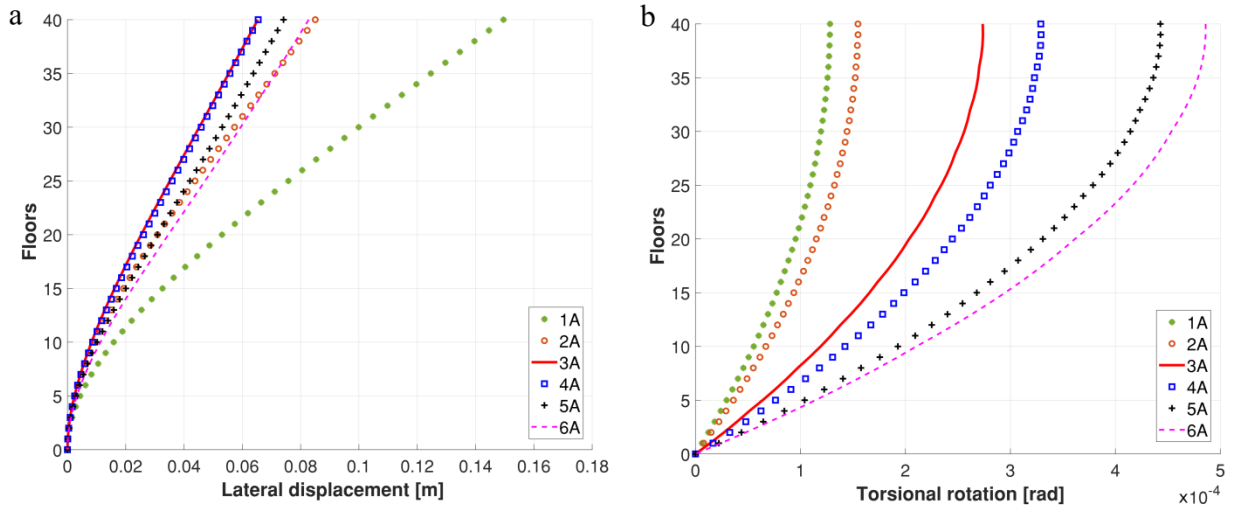 a
40
35
30
25
20
15
10
5
0
Floors
0
0.02
0.04
0.06
0.08
0.1
0.12
0.14
0.16
0.18
Lateral displacement [m]
1A
2A
3A
4A
5A
6A
b
40
35
30
25
20
15
10
5
0
Floors
0
1
2
3
4
5
×10⁻⁴
Torsional rotation [rad]
1A
2A
3A
4A
5A
6A